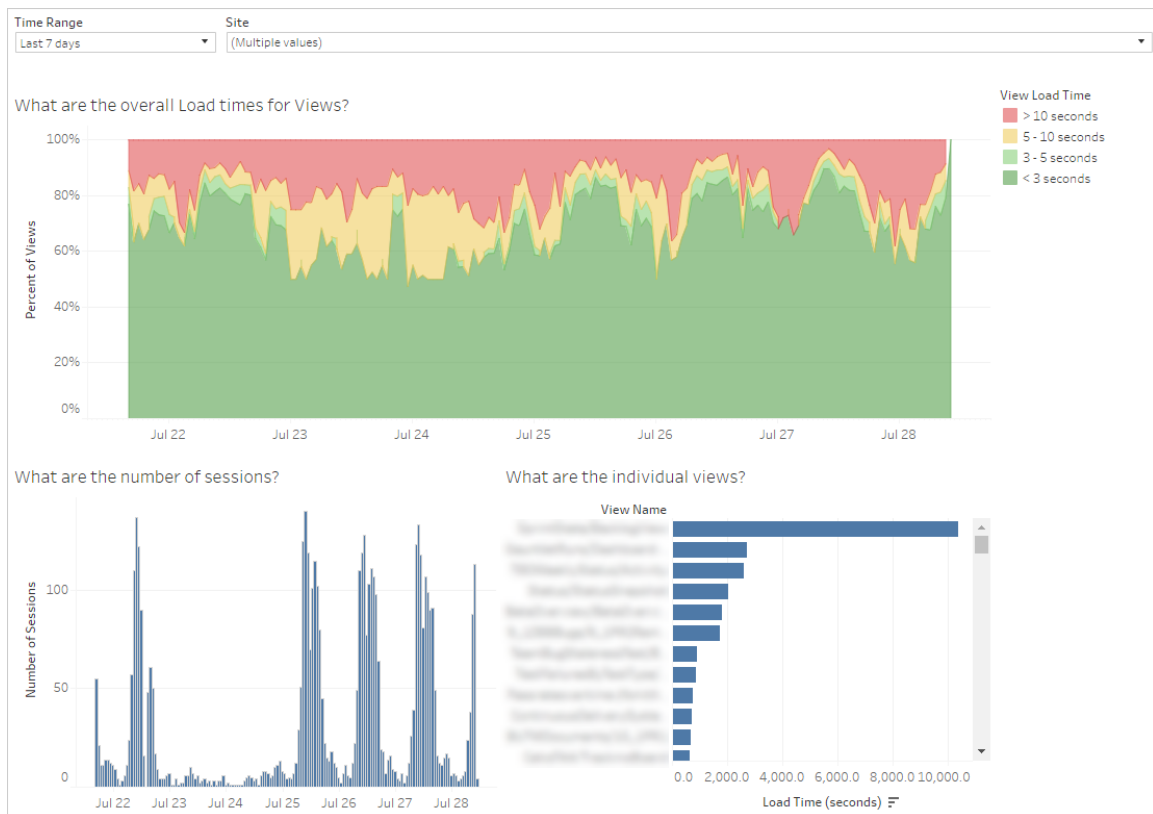 Time Range
Site
Last 7 days
(Multiple values)
What are the overall Load times for Views?
View Load Time
> 10 seconds
5 - 10 seconds
3 - 5 seconds
< 3 seconds
Percent of Views
100%
80%
60%
40%
20%
0%
Jul 22 Jul 23 Jul 24 Jul 25 Jul 26 Jul 27 Jul 28
What are the number of sessions?
Number of Sessions
100
50
0
Jul 22 Jul 23 Jul 24 Jul 25 Jul 26 Jul 27 Jul 28
What are the individual views?
View Name
0.0 2,000.0 4,000.0 6,000.0 8,000.0 10,000.0
Load Time (seconds)